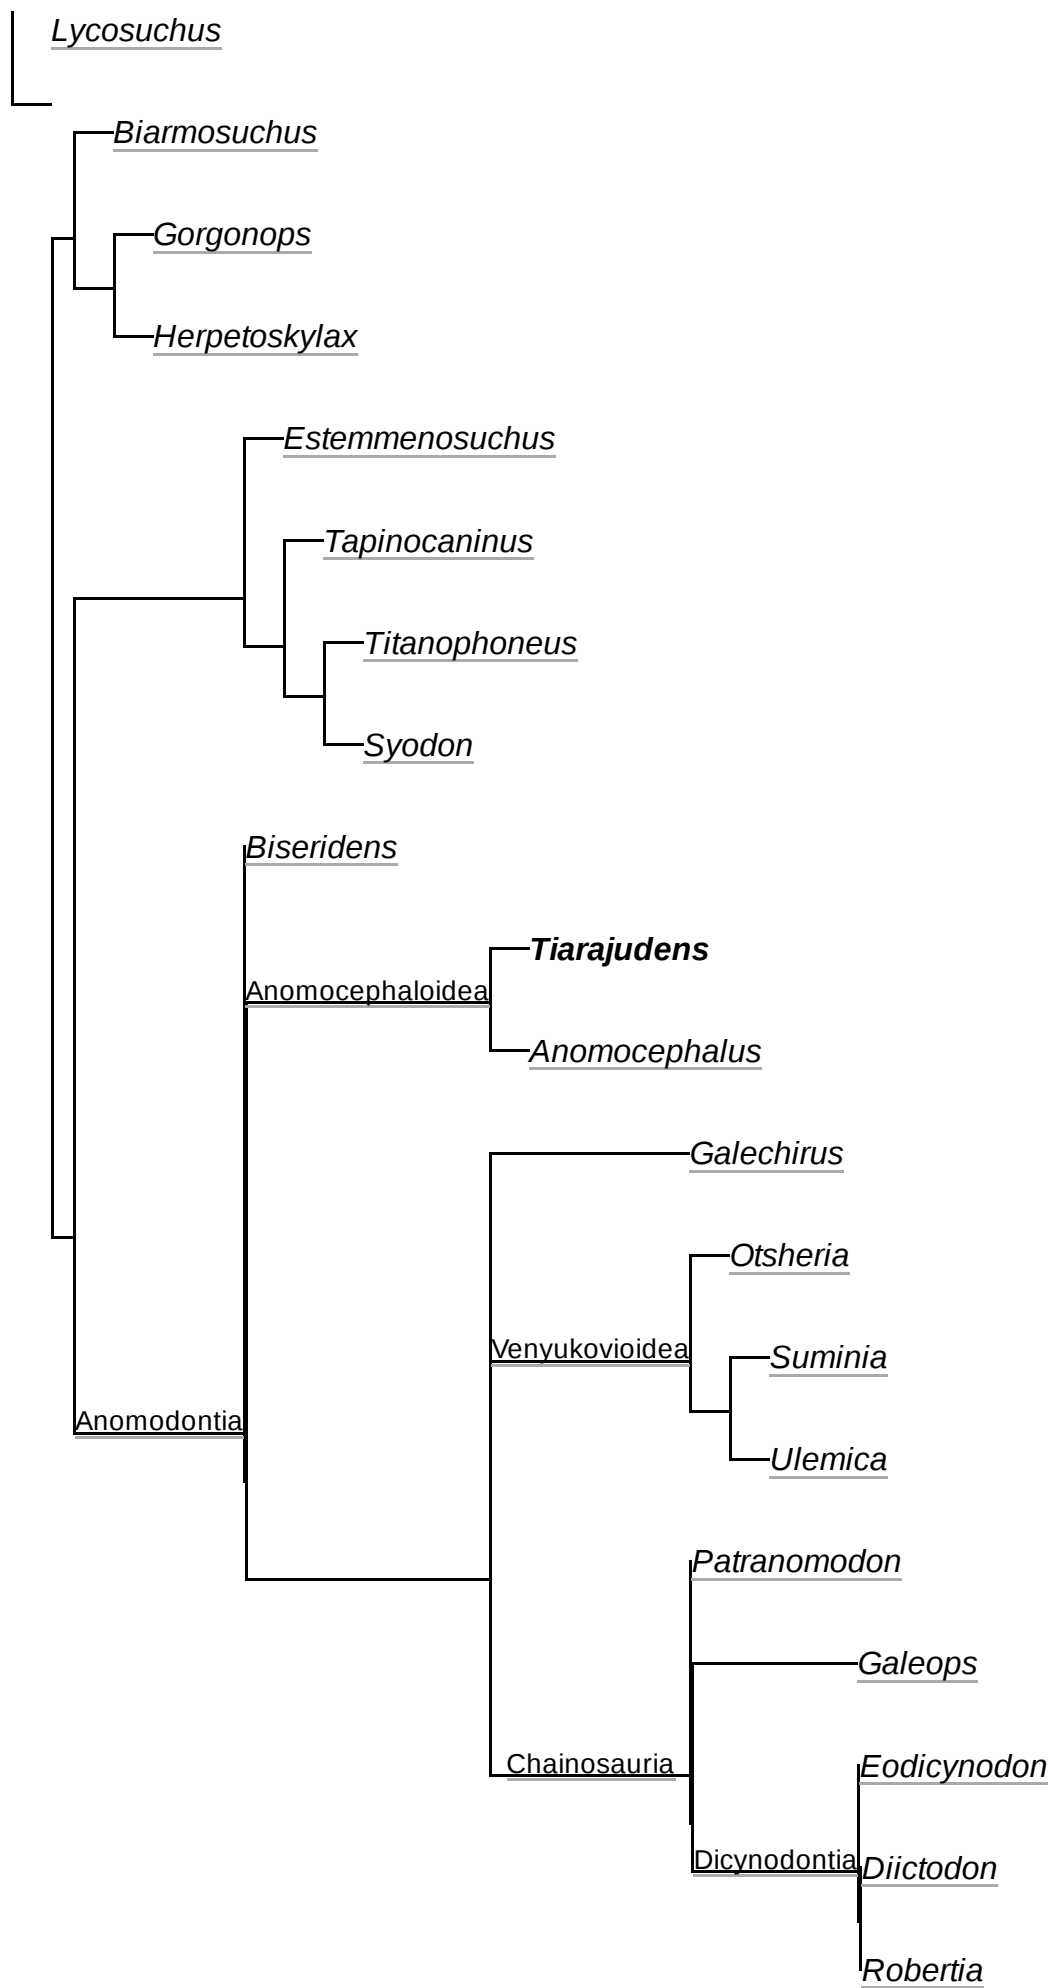 Lycosuchus
Biarmosuchus
Gorgonops
Herpetoskylax
Estemmenosuchus
Tapinocaninus
Titanophoneus
Syodon
Biseridens
Tiarajudens
Anomocephaloidea
Anomocephalus
Galechirus
Otsheria
Venyukovioidea
Suminia
Anomodontia
Ulemica
Patranomodon
Galeops
Chainosauria
Eodicynodon
Dicynodontia
Diictodon
Robertia